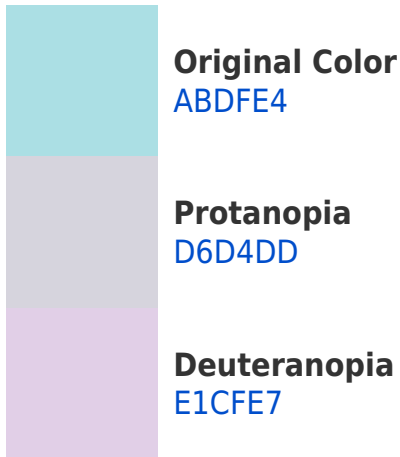 Original Color
ABDFE4
Protanopia
D6D4DD
Deuteranopia
E1CFE7